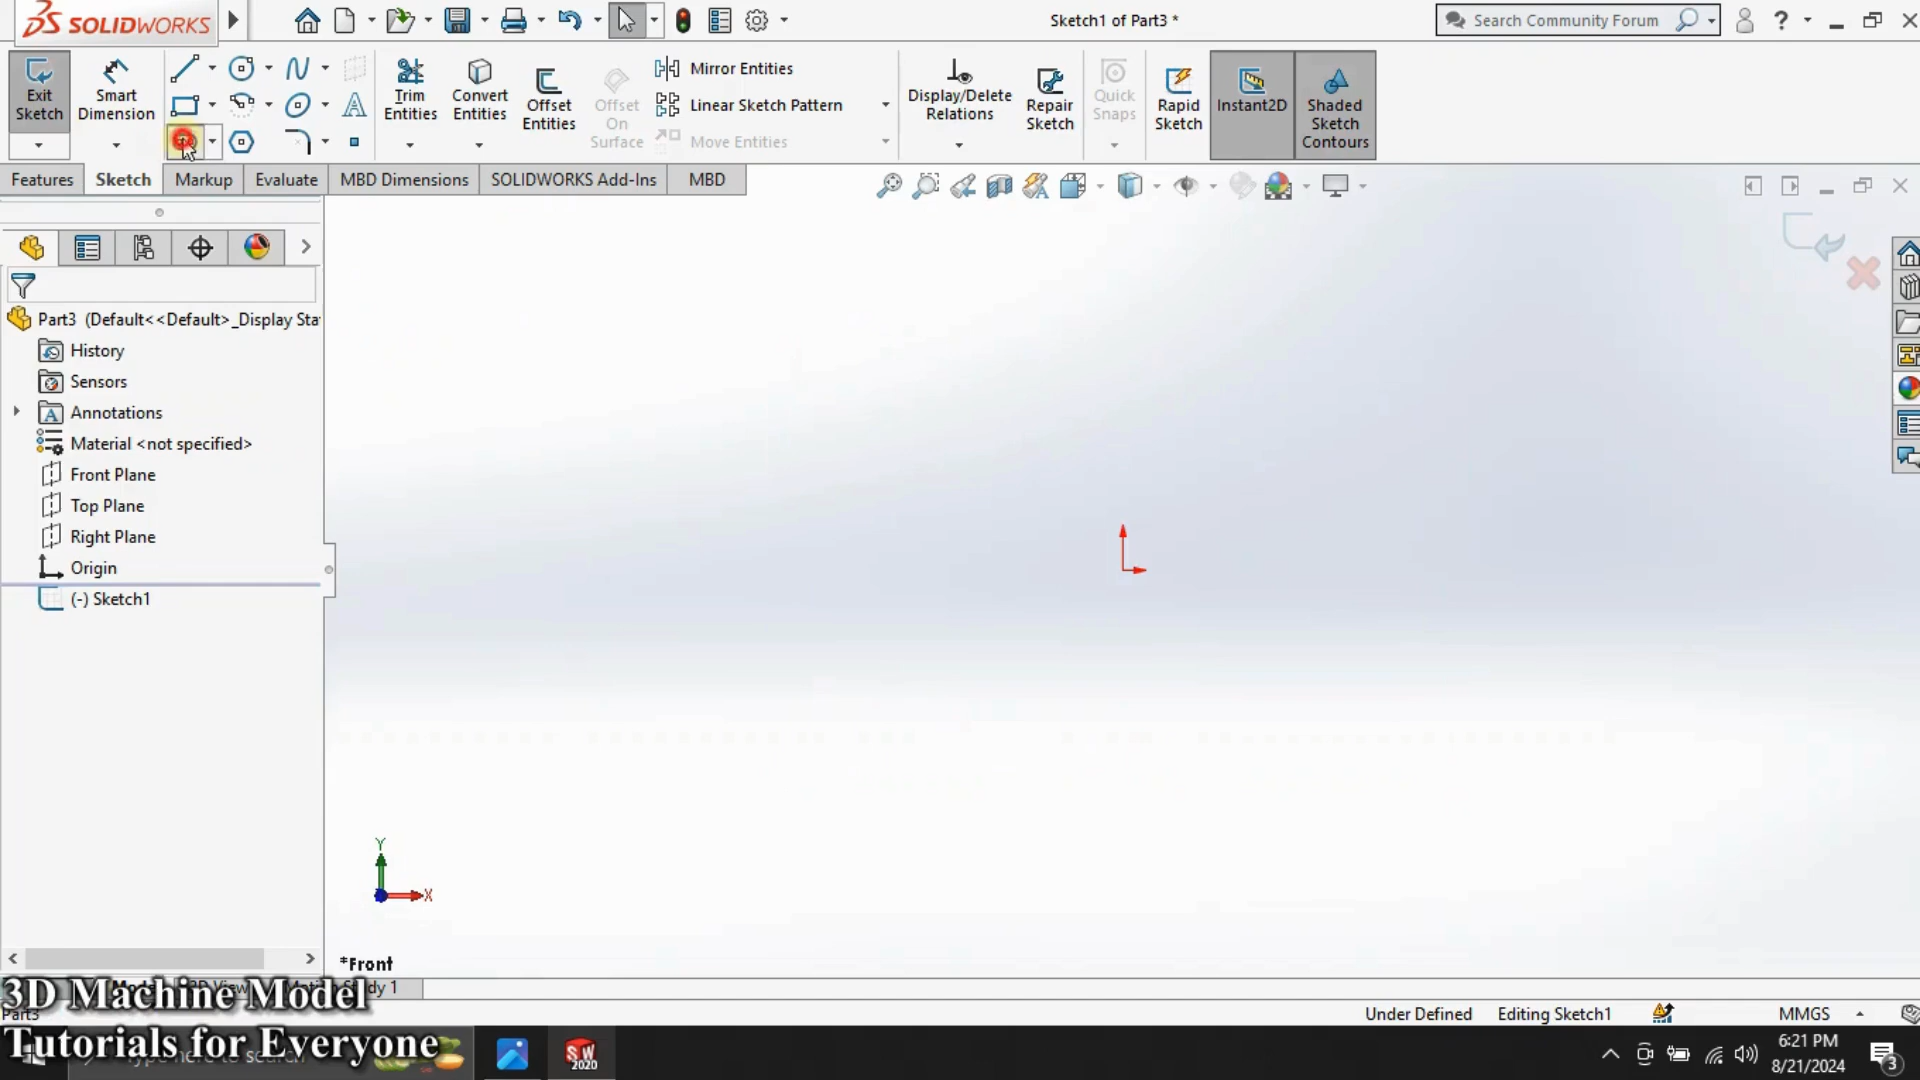 SOLIDWORKS
Sketch1 of Part3 *
Search Community Forum
?
Exit
Sketch
Smart
Dimension
Trim
Entities
Convert
Entities
Offset
Entities
Offset
On
Surface
Mirror Entities
Linear Sketch Pattern
Move Entities
Display/Delete
Relations
Repair
Sketch
Quick
Snaps
Rapid
Sketch
Instant2D
Shaded
Sketch
Contours
Features
Sketch
Markup
Evaluate
MBD Dimensions
SOLIDWORKS Add-Ins
MBD
Part3 (Default<<Default>_Display Sta
History
Sensors
Annotations
Material <not specified>
Front Plane
Top Plane
Right Plane
Origin
(-) Sketch1
Y
X
*Front
3D Machine Model
Tutorials for Everyone
Part3
Under Defined
Editing Sketch1
MMGS
SW
2020
6:21 PM
8/21/2024
3